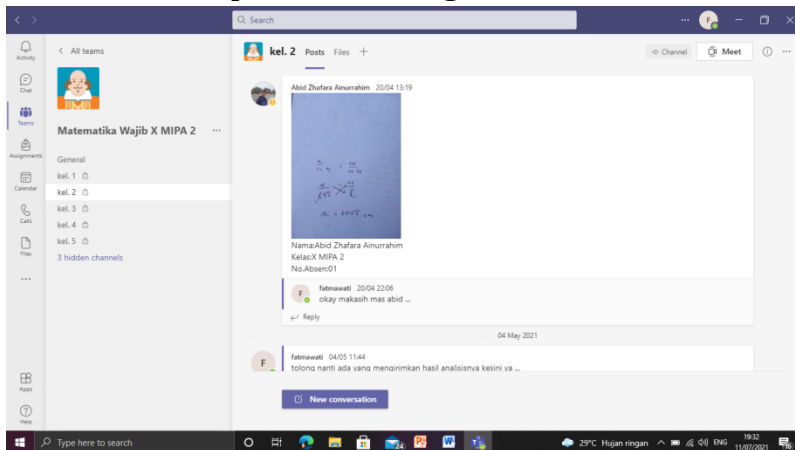 Search
F
Activity
Chat
Teams
Assignments
Calendar
Calls
Files
Apps
Help
All teams
Matematika Wajib X MIPA 2
General
kel. 1
kel. 2
kel. 3
kel. 4
kel. 5
3 hidden channels
kel. 2 Posts Files +
Channel
Meet
Abid Zhafara Ainurrahim 20/04 13:19
Nama:Abid Zhafara Ainurrahim
Kelas:X MIPA 2
No.Absen:01
F
fatmawati 20/04 22:06
okay makasih mas abid ...
Reply
04 May 2021
F
fatmawati 04/05 11:44
tolong nanti ada yang mengirimkan hasil analisisnya kesini ya ...
New conversation
Type here to search
29°C Hujan ringan
ENG
19:32
11/07/2021